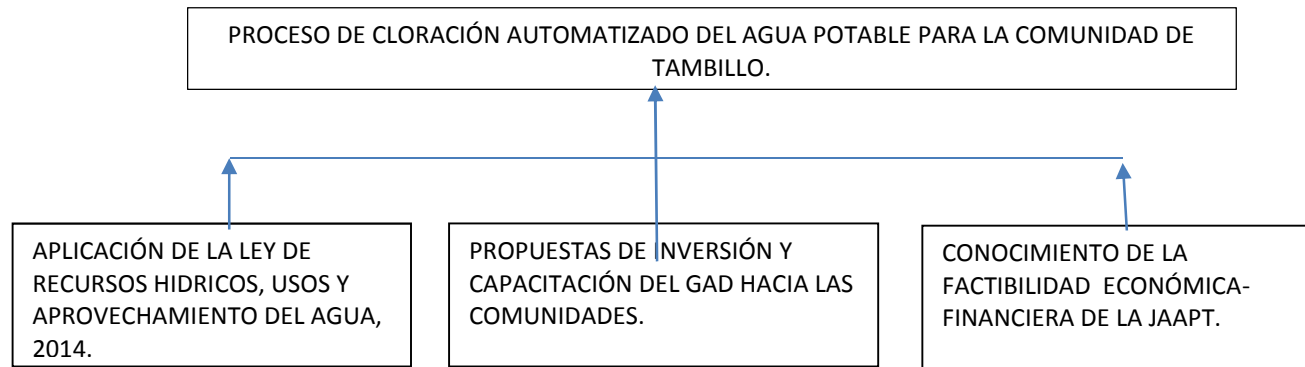 PROCESO DE CLORACIÓN AUTOMATIZADO DEL AGUA POTABLE PARA LA COMUNIDAD DE
TAMBILLO.
APLICACIÓN DE LA LEY DE
RECURSOS HIDRICOS, USOS Y
APROVECHAMIENTO DEL AGUA,
2014.
PROPUESTAS DE INVERSIÓN Y
CAPACITACIÓN DEL GAD HACIA LAS
COMUNIDADES.
CONOCIMIENTO DE LA
FACTIBILIDAD ECONÓMICA-
FINANCIERA DE LA JAAPT.